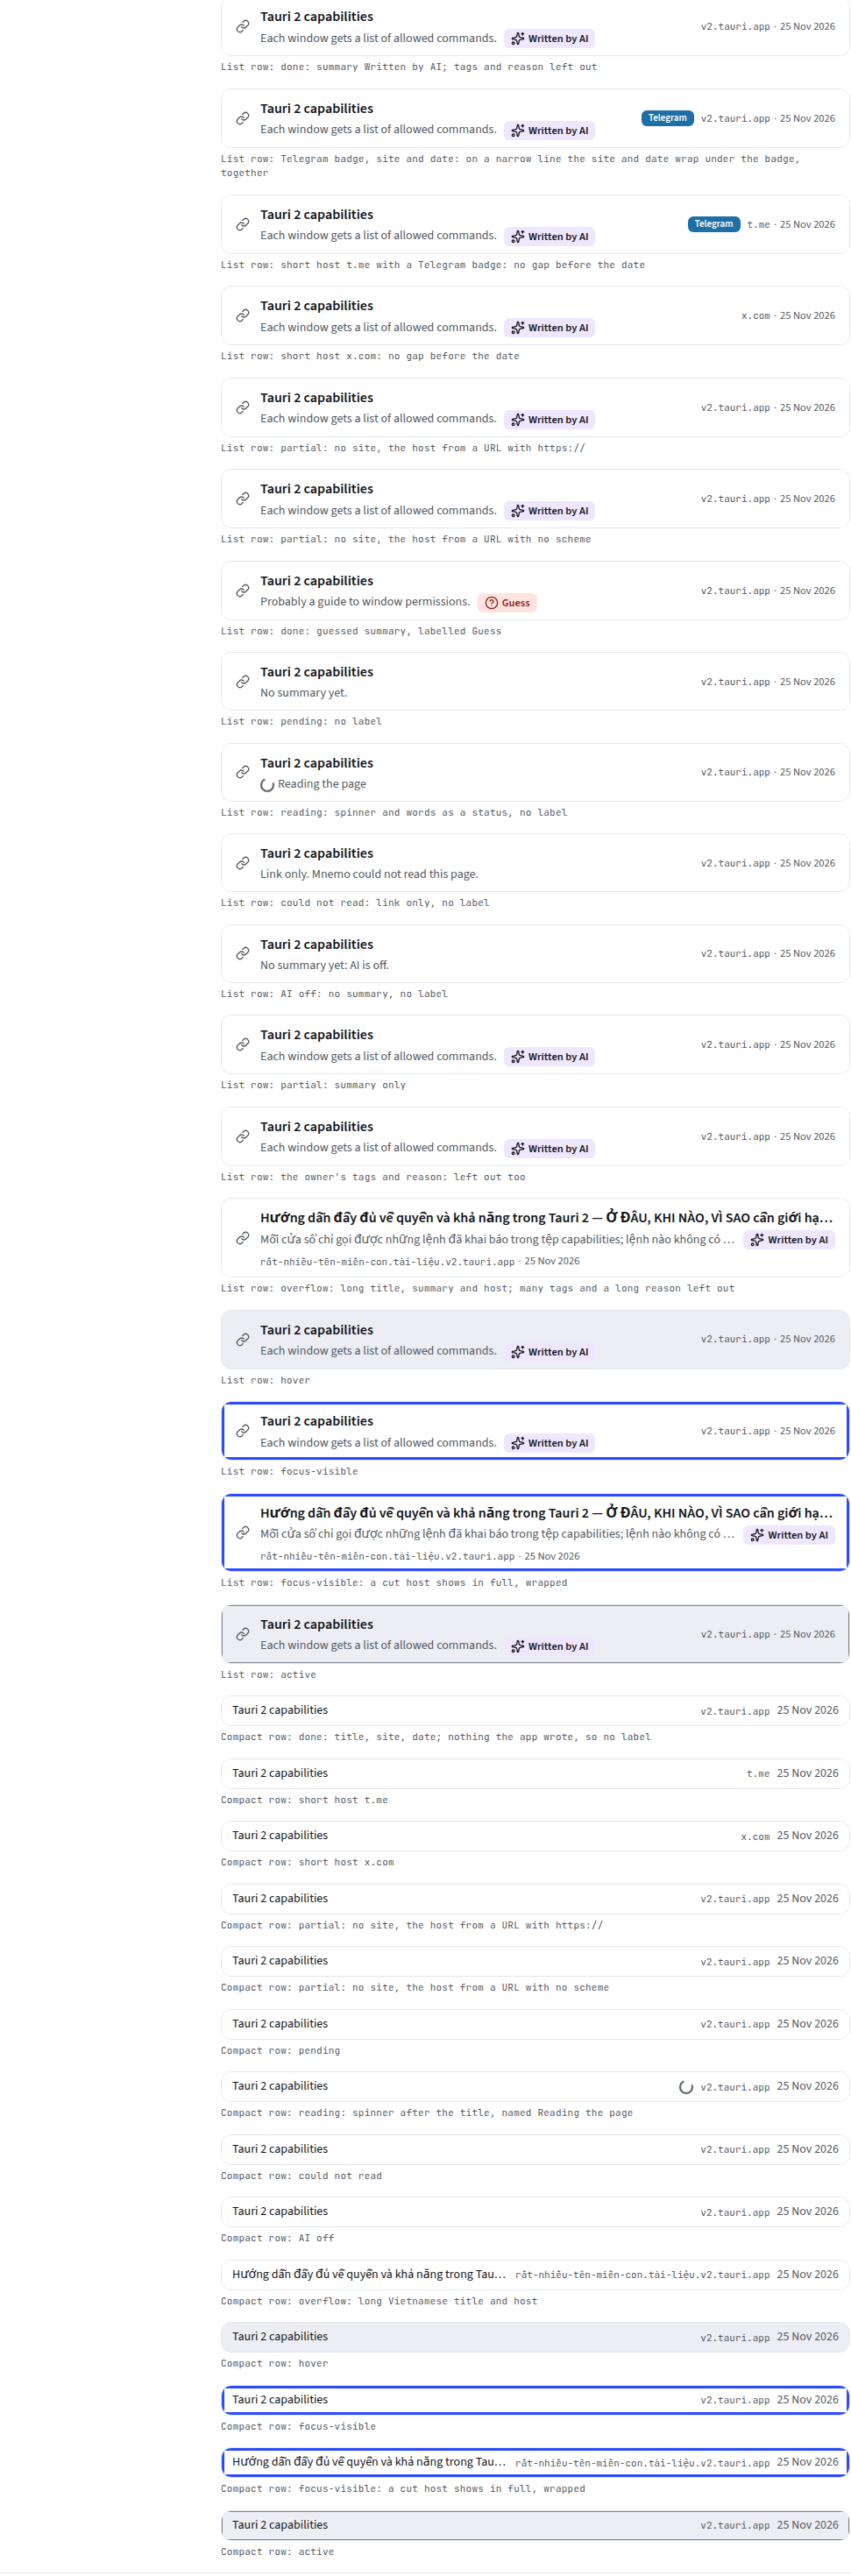 Tauri 2 capabilities
Each window gets a list of allowed commands. Written by AI
v2.tauri.app · 25 Nov 2026
List row: done: summary Written by AI; tags and reason left out
Tauri 2 capabilities
Each window gets a list of allowed commands. Written by AI
Telegram v2.tauri.app · 25 Nov 2026
List row: Telegram badge, site and date: on a narrow line the site and date wrap under the badge,
together
Tauri 2 capabilities
Each window gets a list of allowed commands. Written by AI
Telegram t.me · 25 Nov 2026
List row: short host t.me with a Telegram badge: no gap before the date
Tauri 2 capabilities
Each window gets a list of allowed commands. Written by AI
x.com · 25 Nov 2026
List row: short host x.com: no gap before the date
Tauri 2 capabilities
Each window gets a list of allowed commands. Written by AI
v2.tauri.app · 25 Nov 2026
List row: partial: no site, the host from a URL with https://
Tauri 2 capabilities
Each window gets a list of allowed commands. Written by AI
v2.tauri.app · 25 Nov 2026
List row: partial: no site, the host from a URL with no scheme
Tauri 2 capabilities
Probably a guide to window permissions. Guess
v2.tauri.app · 25 Nov 2026
List row: done: guessed summary, labelled Guess
Tauri 2 capabilities
No summary yet.
v2.tauri.app · 25 Nov 2026
List row: pending: no label
Tauri 2 capabilities
Reading the page
v2.tauri.app · 25 Nov 2026
List row: reading: spinner and words as a status, no label
Tauri 2 capabilities
Link only. Mnemo could not read this page.
v2.tauri.app · 25 Nov 2026
List row: could not read: link only, no label
Tauri 2 capabilities
No summary yet: AI is off.
v2.tauri.app · 25 Nov 2026
List row: AI off: no summary, no label
Tauri 2 capabilities
Each window gets a list of allowed commands. Written by AI
v2.tauri.app · 25 Nov 2026
List row: partial: summary only
Tauri 2 capabilities
Each window gets a list of allowed commands. Written by AI
v2.tauri.app · 25 Nov 2026
List row: the owner's tags and reason: left out too
Hướng dẫn đầy đủ về quyền và khả năng trong Tauri 2 — Ở ĐÂU, KHI NÀO, VÌ SAO cần giới hạ…
Mỗi cửa sổ chỉ gọi được những lệnh đã khai báo trong tệp capabilities; lệnh nào không có … Written by AI
rất-nhiều-tên-miền-con.tài-liệu.v2.tauri.app · 25 Nov 2026
List row: overflow: long title, summary and host; many tags and a long reason left out
Tauri 2 capabilities
Each window gets a list of allowed commands. Written by AI
v2.tauri.app · 25 Nov 2026
List row: hover
Tauri 2 capabilities
Each window gets a list of allowed commands. Written by AI
v2.tauri.app · 25 Nov 2026
List row: focus-visible
Hướng dẫn đầy đủ về quyền và khả năng trong Tauri 2 — Ở ĐÂU, KHI NÀO, VÌ SAO cần giới hạ…
Mỗi cửa sổ chỉ gọi được những lệnh đã khai báo trong tệp capabilities; lệnh nào không có … Written by AI
rất-nhiều-tên-miền-con.tài-liệu.v2.tauri.app · 25 Nov 2026
List row: focus-visible: a cut host shows in full, wrapped
Tauri 2 capabilities
Each window gets a list of allowed commands. Written by AI
v2.tauri.app · 25 Nov 2026
List row: active
Tauri 2 capabilities v2.tauri.app 25 Nov 2026
Compact row: done: title, site, date; nothing the app wrote, so no label
Tauri 2 capabilities t.me 25 Nov 2026
Compact row: short host t.me
Tauri 2 capabilities x.com 25 Nov 2026
Compact row: short host x.com
Tauri 2 capabilities v2.tauri.app 25 Nov 2026
Compact row: partial: no site, the host from a URL with https://
Tauri 2 capabilities v2.tauri.app 25 Nov 2026
Compact row: partial: no site, the host from a URL with no scheme
Tauri 2 capabilities v2.tauri.app 25 Nov 2026
Compact row: pending
Tauri 2 capabilities v2.tauri.app 25 Nov 2026
Compact row: reading: spinner after the title, named Reading the page
Tauri 2 capabilities v2.tauri.app 25 Nov 2026
Compact row: could not read
Tauri 2 capabilities v2.tauri.app 25 Nov 2026
Compact row: AI off
Hướng dẫn đầy đủ về quyền và khả năng trong Tau… rất-nhiều-tên-miền-con.tài-liệu.v2.tauri.app 25 Nov 2026
Compact row: overflow: long Vietnamese title and host
Tauri 2 capabilities v2.tauri.app 25 Nov 2026
Compact row: hover
Tauri 2 capabilities v2.tauri.app 25 Nov 2026
Compact row: focus-visible
Hướng dẫn đầy đủ về quyền và khả năng trong Tau… rất-nhiều-tên-miền-con.tài-liệu.v2.tauri.app 25 Nov 2026
Compact row: focus-visible: a cut host shows in full, wrapped
Tauri 2 capabilities v2.tauri.app 25 Nov 2026
Compact row: active